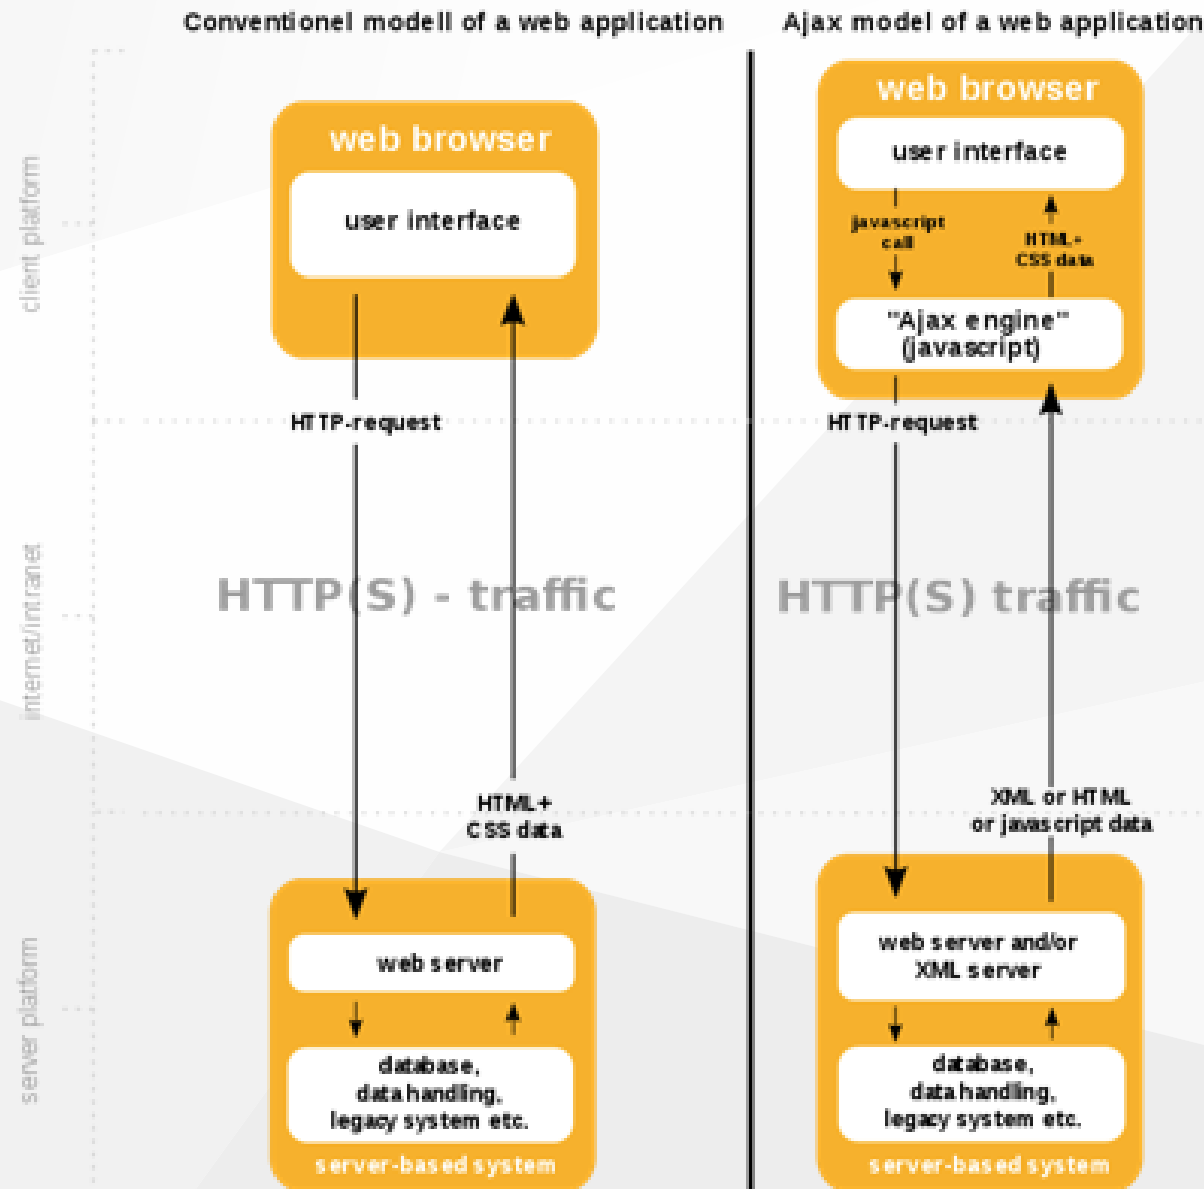 Conventionel modell of a web application
web browser
user interface
HTTP-request
HTTP(S) - traffic
HTML+
CSS data
web server
database,
data handling,
legacy system etc.
server-based system
Ajax model of a web application
web browser
user interface
javascript
call
HTML+
CSS data
"Ajax engine"
(javascript)
HTTP-request
HTTP(S) traffic
XML or HTML
or javascript data
web server and/or
XML server
database,
data handling,
legacy system etc.
server-based system
client platform
internet/intranet
server platform